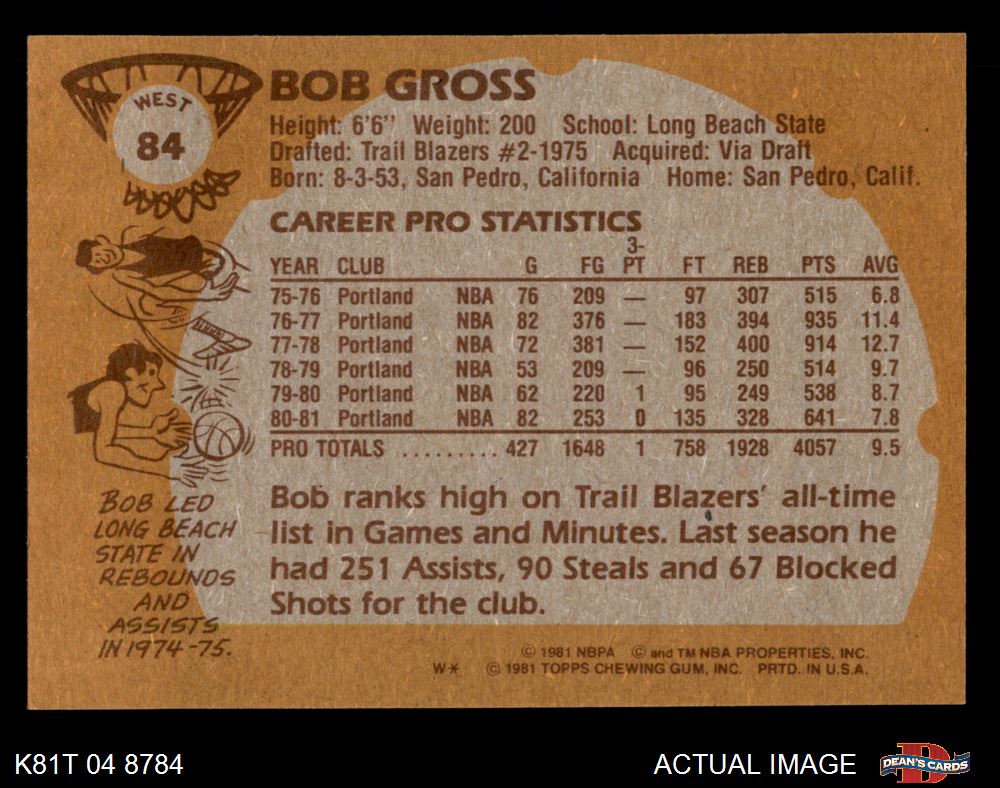 WEST
84
BOB GROSS
Height: 6'6" Weight: 200 School: Long Beach State
Drafted: Trail Blazers #2-1975 Acquired: Via Draft
Born: 8-3-53, San Pedro, California Home: San Pedro, Calif.
CAREER PRO STATISTICS
YEAR CLUB G FG 3-PT FT REB PTS AVG
75-76 Portland NBA 76 209 — 97 307 515 6.8
76-77 Portland NBA 82 376 — 183 394 935 11.4
77-78 Portland NBA 72 381 — 152 400 914 12.7
78-79 Portland NBA 53 209 — 96 250 514 9.7
79-80 Portland NBA 62 220 1 95 249 538 8.7
80-81 Portland NBA 82 253 0 135 328 641 7.8
PRO TOTALS ......... 427 1648 1 758 1928 4057 9.5
BOB LED
LONG BEACH
STATE IN
REBOUNDS
AND
ASSISTS
IN 1974-75.
Bob ranks high on Trail Blazers' all-time
list in Games and Minutes. Last season he
had 251 Assists, 90 Steals and 67 Blocked
Shots for the club.
© 1981 NBPA © and TM NBA PROPERTIES, INC.
W* © 1981 TOPPS CHEWING GUM, INC. PRTD. IN U.S.A.
K81T 04 8784
ACTUAL IMAGE
D
DEAN'S CARDS